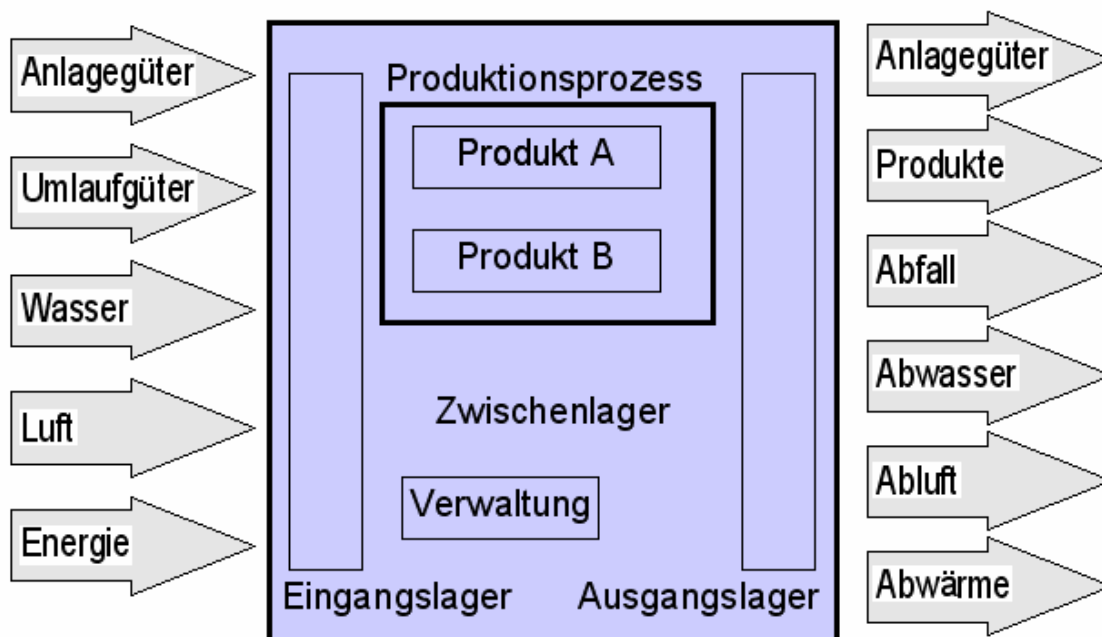 Anlagegüter
Umlaufgüter
Wasser
Luft
Energie
Produktionsprozess
Produkt A
Produkt B
Zwischenlager
Verwaltung
Eingangslager
Ausgangslager
Anlagegüter
Produkte
Abfall
Abwasser
Abluft
Abwärme